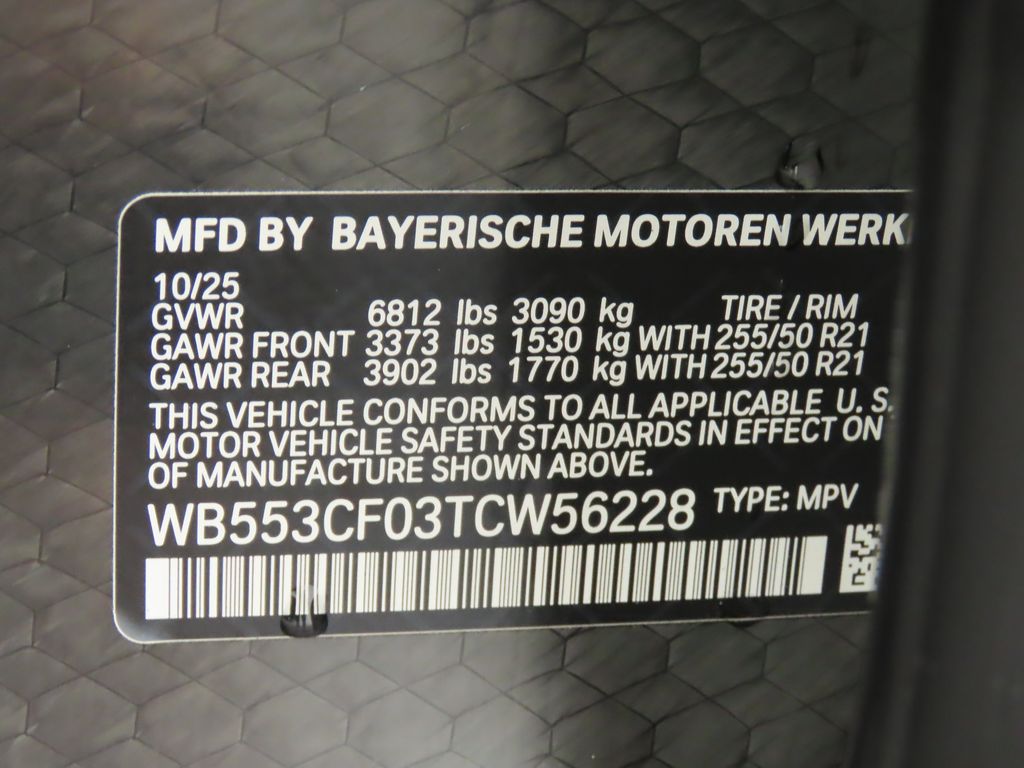 MFD BY BAYERISCHE MOTOREN WERK
10/25
GVWR 6812 lbs 3090 kg TIRE / RIM
GAWR FRONT 3373 lbs 1530 kg WITH 255/50 R21
GAWR REAR 3902 lbs 1770 kg WITH 255/50 R21
THIS VEHICLE CONFORMS TO ALL APPLICABLE U. S.
MOTOR VEHICLE SAFETY STANDARDS IN EFFECT ON
OF MANUFACTURE SHOWN ABOVE.
WB553CF03TCW56228 TYPE: MPV